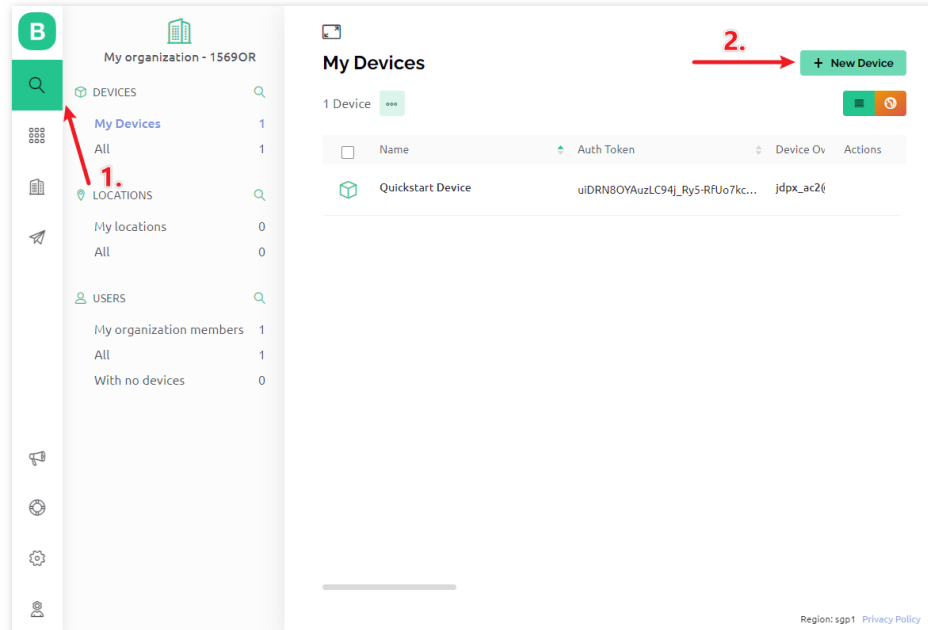 B
My organization - 1569OR
DEVICES
My Devices 1
All 1
1.
LOCATIONS
My locations 0
All 0
USERS
My organization members 1
All 1
With no devices 0
2.
My Devices
+ New Device
1 Device
Name Auth Token Device Ov Actions
Quickstart Device uiDRN8OYAuzLC94j_Ry5-RfUo7kc... jdpx_ac2(
Region: sgp1 Privacy Policy